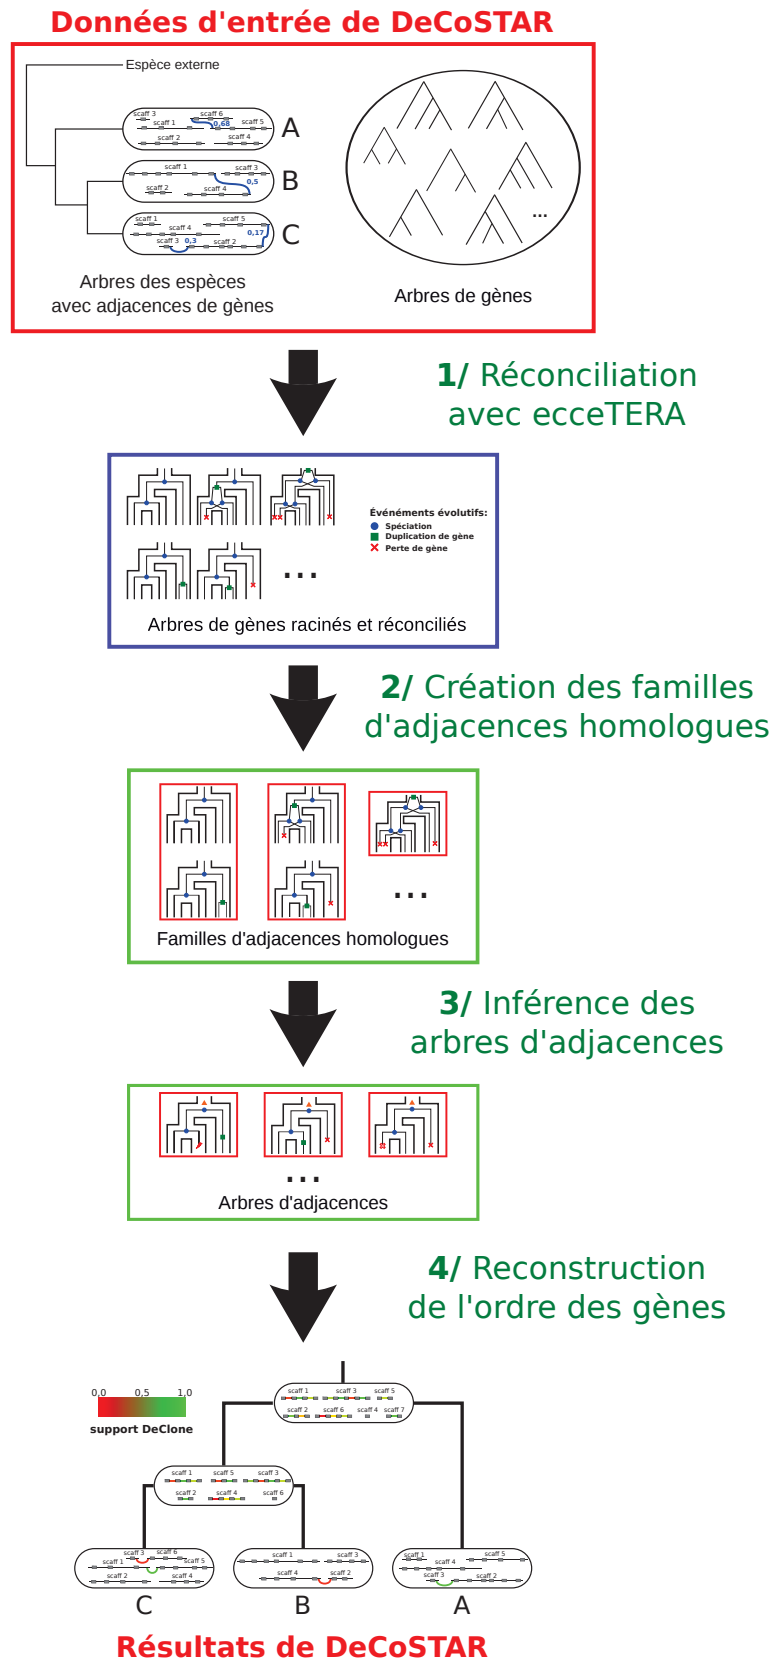 Données d'entrée de DeCoSTAR
Espèce externe
scaff 3
scaff 6
scaff 1
0,68
scaff 5
scaff 2
scaff 4
A
scaff 1
scaff 3
0,5
scaff 2
scaff 4
B
scaff 1
scaff 5
scaff 4
0,17
scaff 3
0,3
scaff 2
C
...
Arbres des espèces
avec adjacences de gènes
Arbres de gènes
1/ Réconciliation
avec ecceTERA
Événéments évolutifs:
Spéciation
Duplication de gène
Perte de gène
...
Arbres de gènes racinés et réconciliés
2/ Création des familles
d'adjacences homologues
...
Familles d'adjacences homologues
3/ Inférence des
arbres d'adjacences
...
Arbres d'adjacences
4/ Reconstruction
de l'ordre des gènes
0,0 0,5 1,0
support DeClone
scaff 1 scaff 3 scaff 5
scaff 2 scaff 6 scaff 4 scaff 7
scaff 1 scaff 5 scaff 3
scaff 2 scaff 4 scaff 6
scaff 3 scaff 6
scaff 1 scaff 5
scaff 2 scaff 4
C
scaff 1 scaff 3
scaff 4 scaff 2
B
scaff 1 scaff 5
scaff 4
scaff 3 scaff 2
A
Résultats de DeCoSTAR